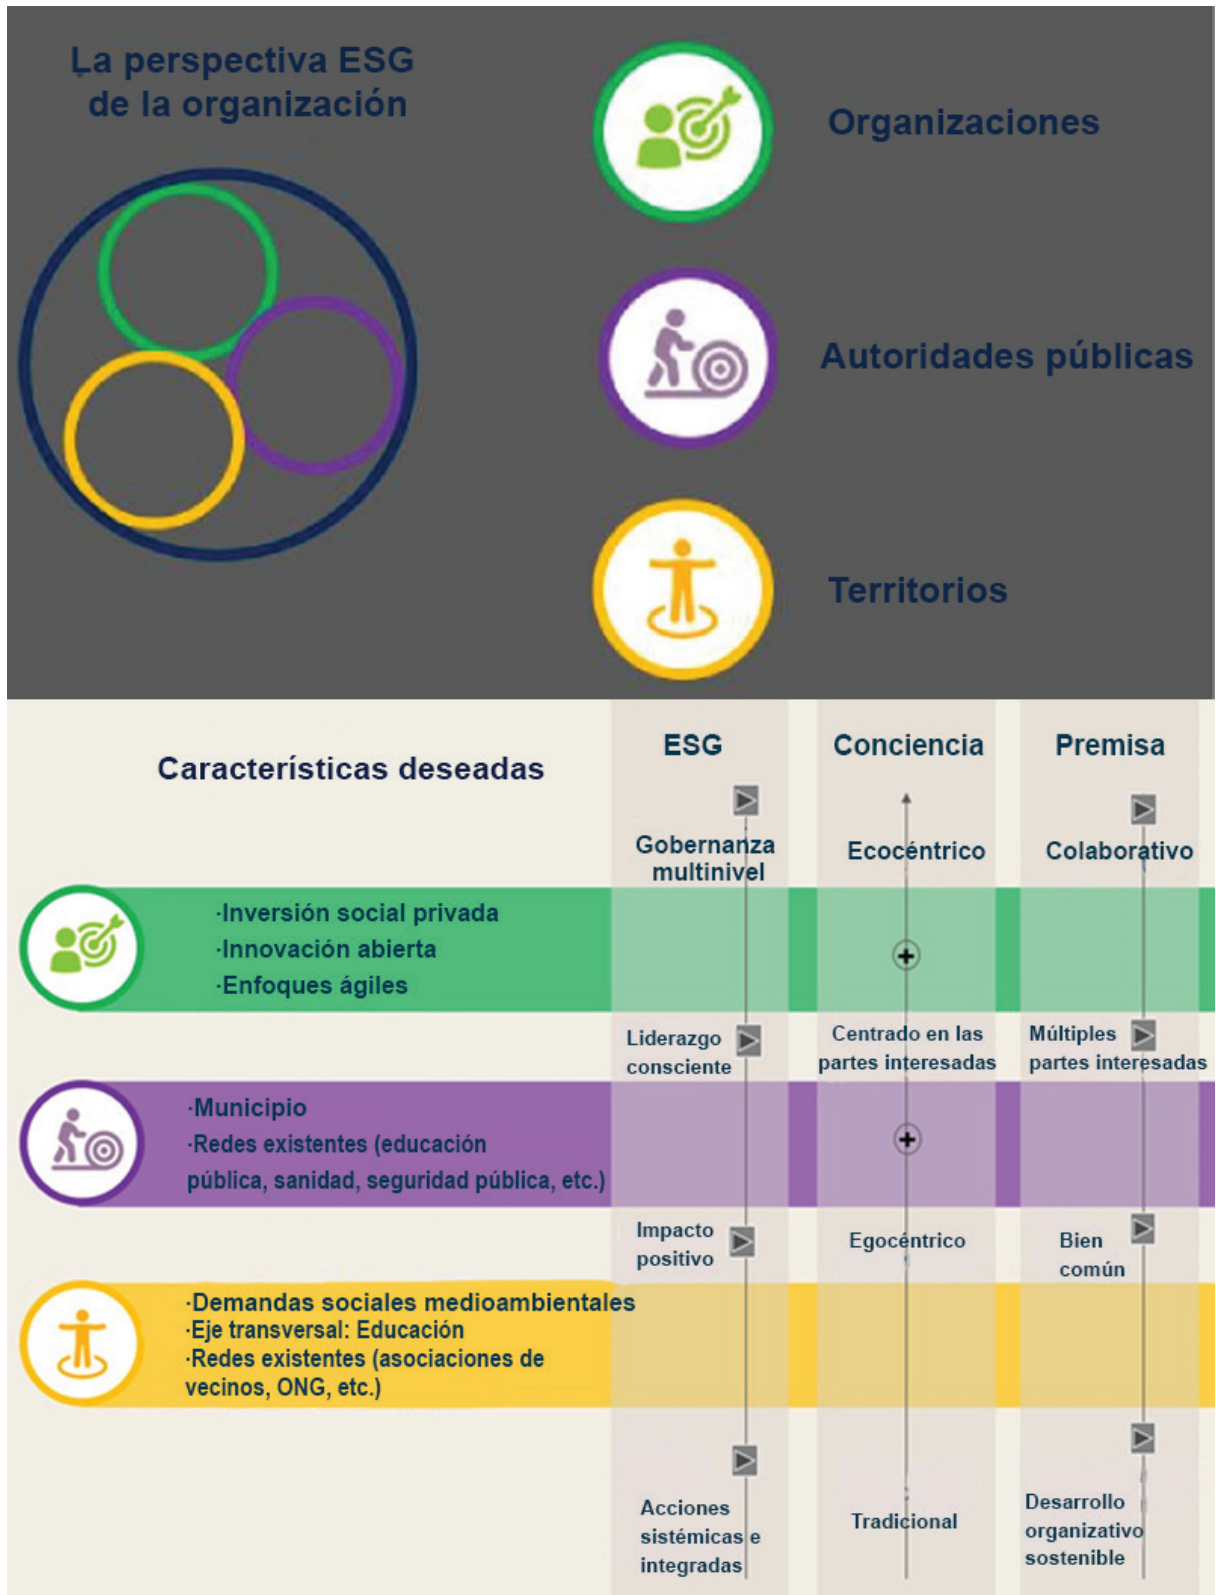 La perspectiva ESG
de la organización
Organizaciones
Autoridades públicas
Territorios
Características deseadas
ESG
Conciencia
Premisa
Gobernanza
multinivel
Ecocéntrico
Colaborativo
·Inversión social privada
·Innovación abierta
·Enfoques ágiles
Liderazgo
consciente
Centrado en las
partes interesadas
Múltiples
partes interesadas
·Municipio
·Redes existentes (educación
pública, sanidad, seguridad pública, etc.)
Impacto
positivo
Egocéntrico
Bien
común
·Demandas sociales medioambientales
·Eje transversal: Educación
·Redes existentes (asociaciones de
vecinos, ONG, etc.)
Acciones
sistémicas e
integradas
Tradicional
Desarrollo
organizativo
sostenible